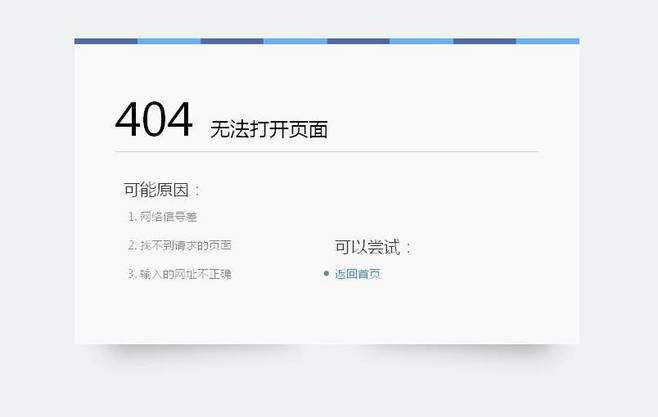 404 无法打开页面
可能原因：
1. 网络信号差
2. 找不到请求的页面
3. 输入的网址不正确
可以尝试：
返回首页